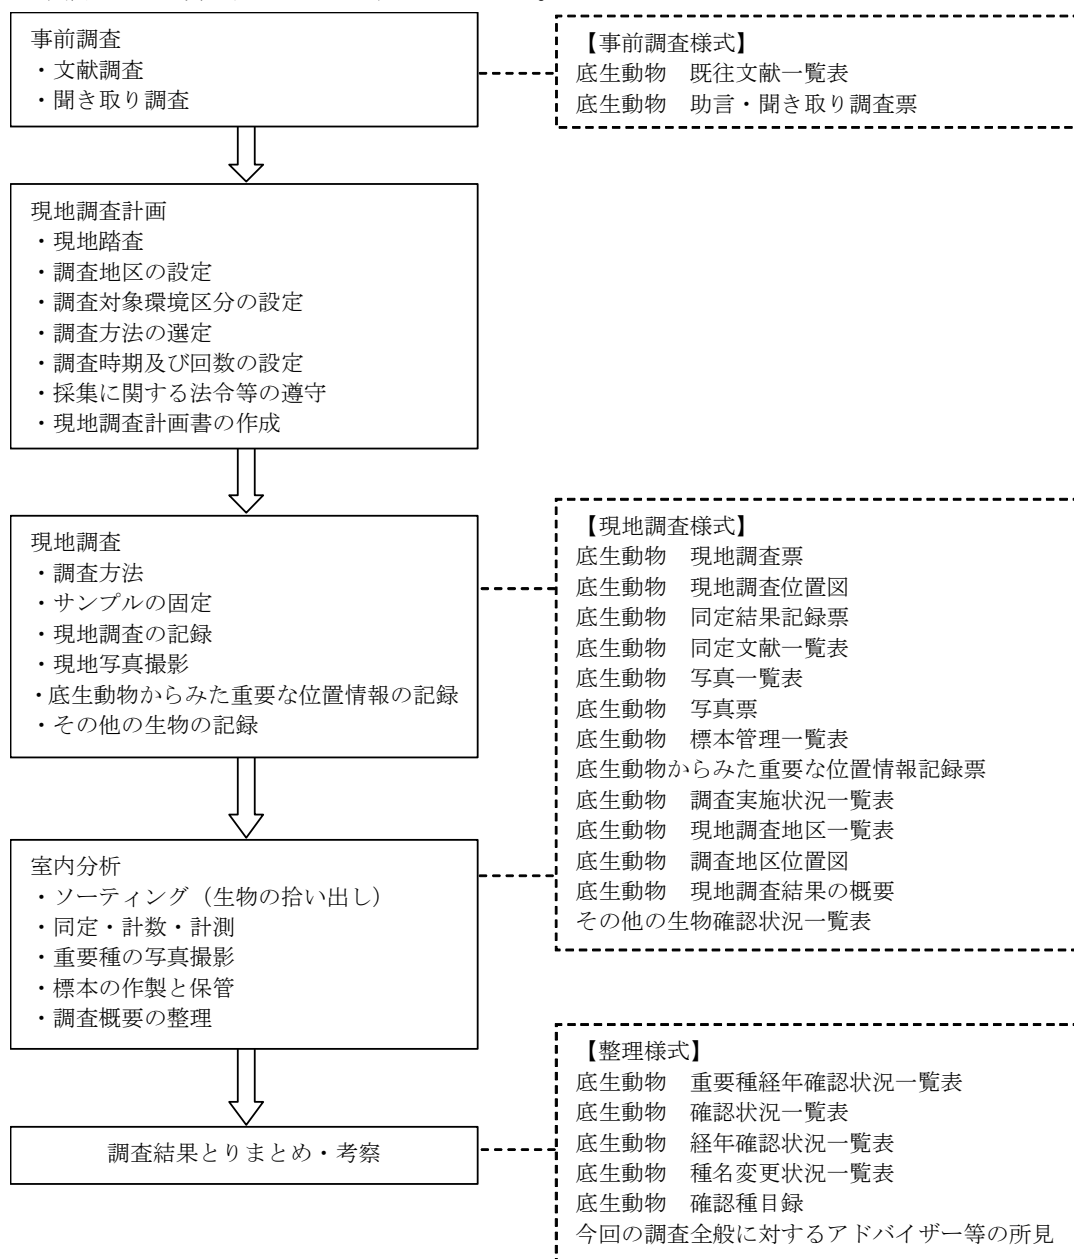 事前調査
・文献調査
・聞き取り調査
【事前調査様式】
底生動物 既往文献一覧表
底生動物 助言・聞き取り調査票
現地調査計画
・現地踏査
・調査地区の設定
・調査対象環境区分の設定
・調査方法の選定
・調査時期及び回数の設定
・採集に関する法令等の遵守
・現地調査計画書の作成
現地調査
・調査方法
・サンプルの固定
・現地調査の記録
・現地写真撮影
・底生動物からみた重要な位置情報の記録
・その他の生物の記録
【現地調査様式】
底生動物 現地調査票
底生動物 現地調査位置図
底生動物 同定結果記録票
底生動物 同定文献一覧表
底生動物 写真一覧表
底生動物 写真票
底生動物 標本管理一覧表
底生動物からみた重要な位置情報記録票
底生動物 調査実施状況一覧表
底生動物 現地調査地区一覧表
底生動物 調査地区位置図
底生動物 現地調査結果の概要
その他の生物確認状況一覧表
室内分析
・ソーティング（生物の拾い出し）
・同定・計数・計測
・重要種の写真撮影
・標本の作製と保管
・調査概要の整理
調査結果とりまとめ・考察
【整理様式】
底生動物 重要種経年確認状況一覧表
底生動物 確認状況一覧表
底生動物 経年確認状況一覧表
底生動物 種名変更状況一覧表
底生動物 確認種目録
今回の調査全般に対するアドバイザー等の所見